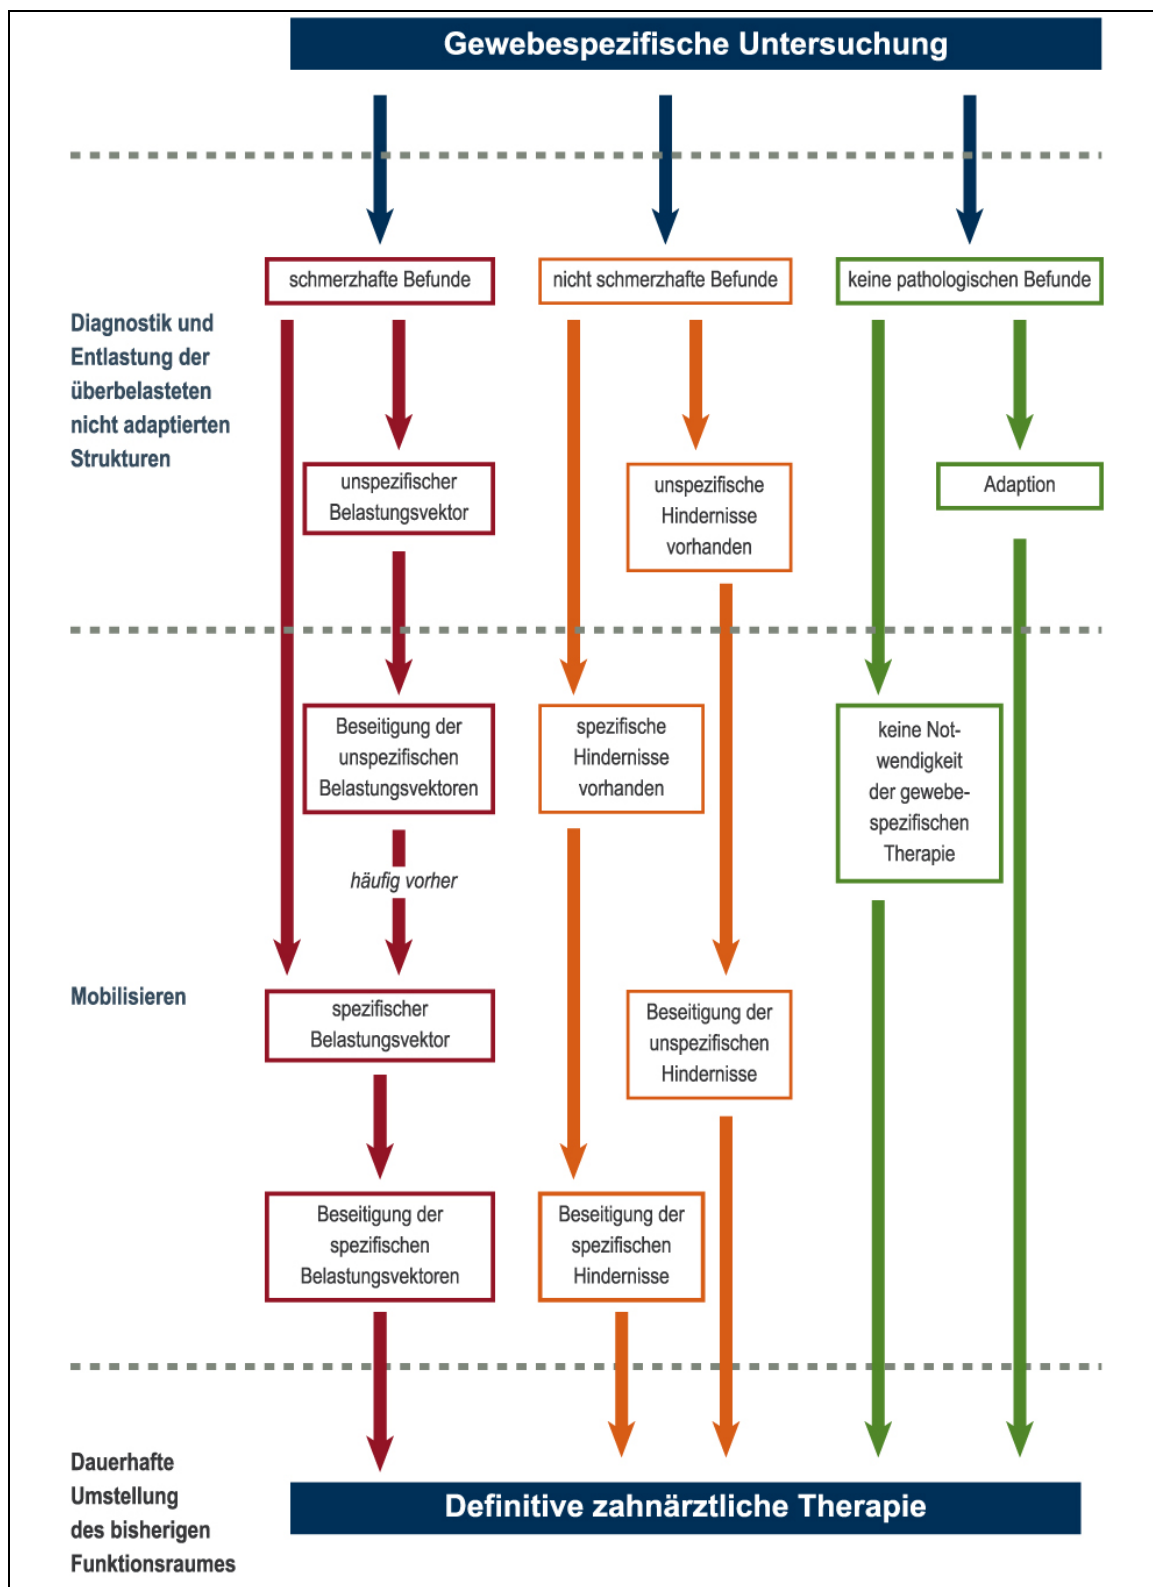 Gewebespezifische Untersuchung
schmerzhafte Befunde
nicht schmerzhafte Befunde
keine pathologischen Befunde
Diagnostik und
Entlastung der
überbelasteten
nicht adaptierten
Strukturen
unspezifischer
Belastungsvektor
unspezifische
Hindernisse
vorhanden
Adaption
Beseitigung der
unspezifischen
Belastungsvektoren
spezifische
Hindernisse
vorhanden
keine Not-
wendigkeit
der gewebe-
spezifischen
Therapie
häufig vorher
Mobilisieren
spezifischer
Belastungsvektor
Beseitigung der
unspezifischen
Hindernisse
Beseitigung der
spezifischen
Belastungsvektoren
Beseitigung der
spezifischen
Hindernisse
Dauerhafte
Umstellung
des bisherigen
Funktionsraumes
Definitive zahnärztliche Therapie